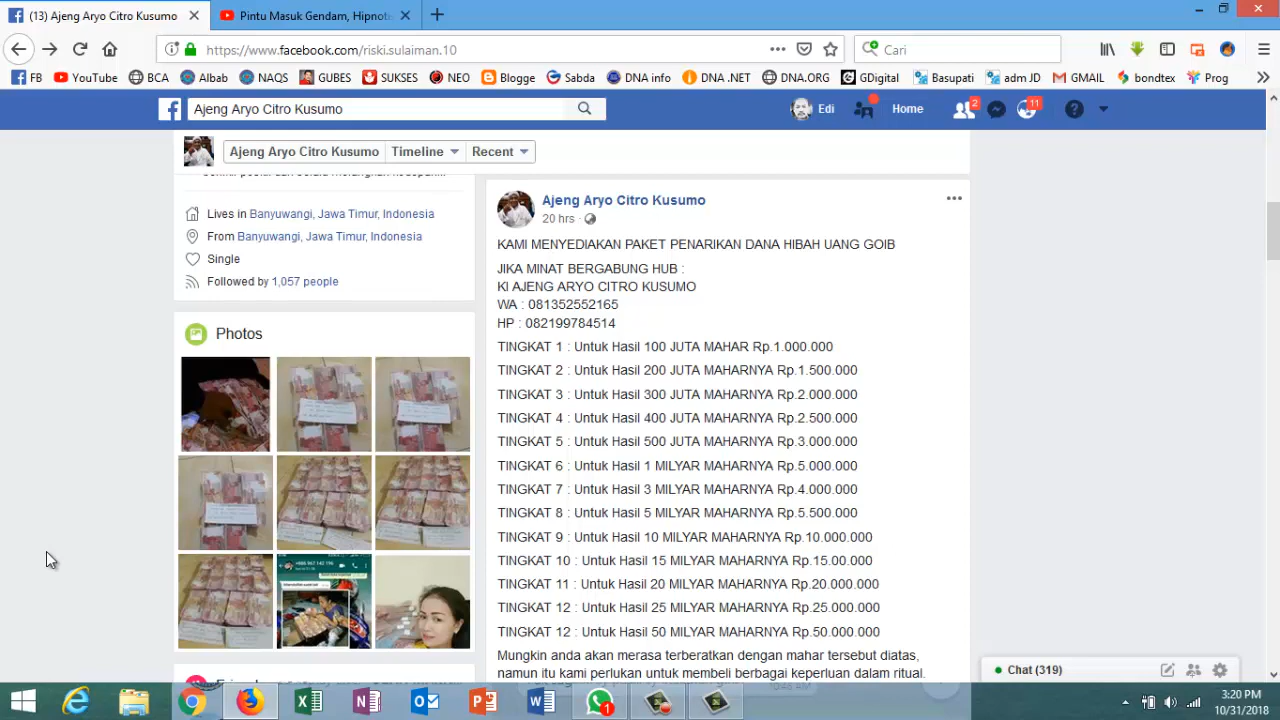 (13) Ajeng Aryo Citro Kusumo
Pintu Masuk Gendam, Hipnotis
https://www.facebook.com/riski.sulaiman.10
Cari
FB YouTube BCA Albab NAQS GUBES SUKSES NEO Blogge Sabda DNA info DNA .NET DNA.ORG GDigital Basupati adm JD GMAIL bondtex Prog
Ajeng Aryo Citro Kusumo
Edi
Home
2
11
Ajeng Aryo Citro Kusumo Timeline Recent
Lives in Banyuwangi, Jawa Timur, Indonesia
From Banyuwangi, Jawa Timur, Indonesia
Single
Followed by 1,057 people
Photos
Ajeng Aryo Citro Kusumo
20 hrs ·
KAMI MENYEDIAKAN PAKET PENARIKAN DANA HIBAH UANG GOIB
JIKA MINAT BERGABUNG HUB :
KI AJENG ARYO CITRO KUSUMO
WA : 081352552165
HP : 082199784514
TINGKAT 1 : Untuk Hasil 100 JUTA MAHAR Rp.1.000.000
TINGKAT 2 : Untuk Hasil 200 JUTA MAHARNYA Rp.1.500.000
TINGKAT 3 : Untuk Hasil 300 JUTA MAHARNYA Rp.2.000.000
TINGKAT 4 : Untuk Hasil 400 JUTA MAHARNYA Rp.2.500.000
TINGKAT 5 : Untuk Hasil 500 JUTA MAHARNYA Rp.3.000.000
TINGKAT 6 : Untuk Hasil 1 MILYAR MAHARNYA Rp.5.000.000
TINGKAT 7 : Untuk Hasil 3 MILYAR MAHARNYA Rp.4.000.000
TINGKAT 8 : Untuk Hasil 5 MILYAR MAHARNYA Rp.5.500.000
TINGKAT 9 : Untuk Hasil 10 MILYAR MAHARNYA Rp.10.000.000
TINGKAT 10 : Untuk Hasil 15 MILYAR MAHARNYA Rp.15.00.000
TINGKAT 11 : Untuk Hasil 20 MILYAR MAHARNYA Rp.20.000.000
TINGKAT 12 : Untuk Hasil 25 MILYAR MAHARNYA Rp.25.000.000
TINGKAT 12 : Untuk Hasil 50 MILYAR MAHARNYA Rp.50.000.000
Mungkin anda akan merasa terberatkan dengan mahar tersebut diatas,
namun itu kami perlukan untuk membeli berbagai keperluan dalam ritual.
Chat (319)
1
3:20 PM
10/31/2018